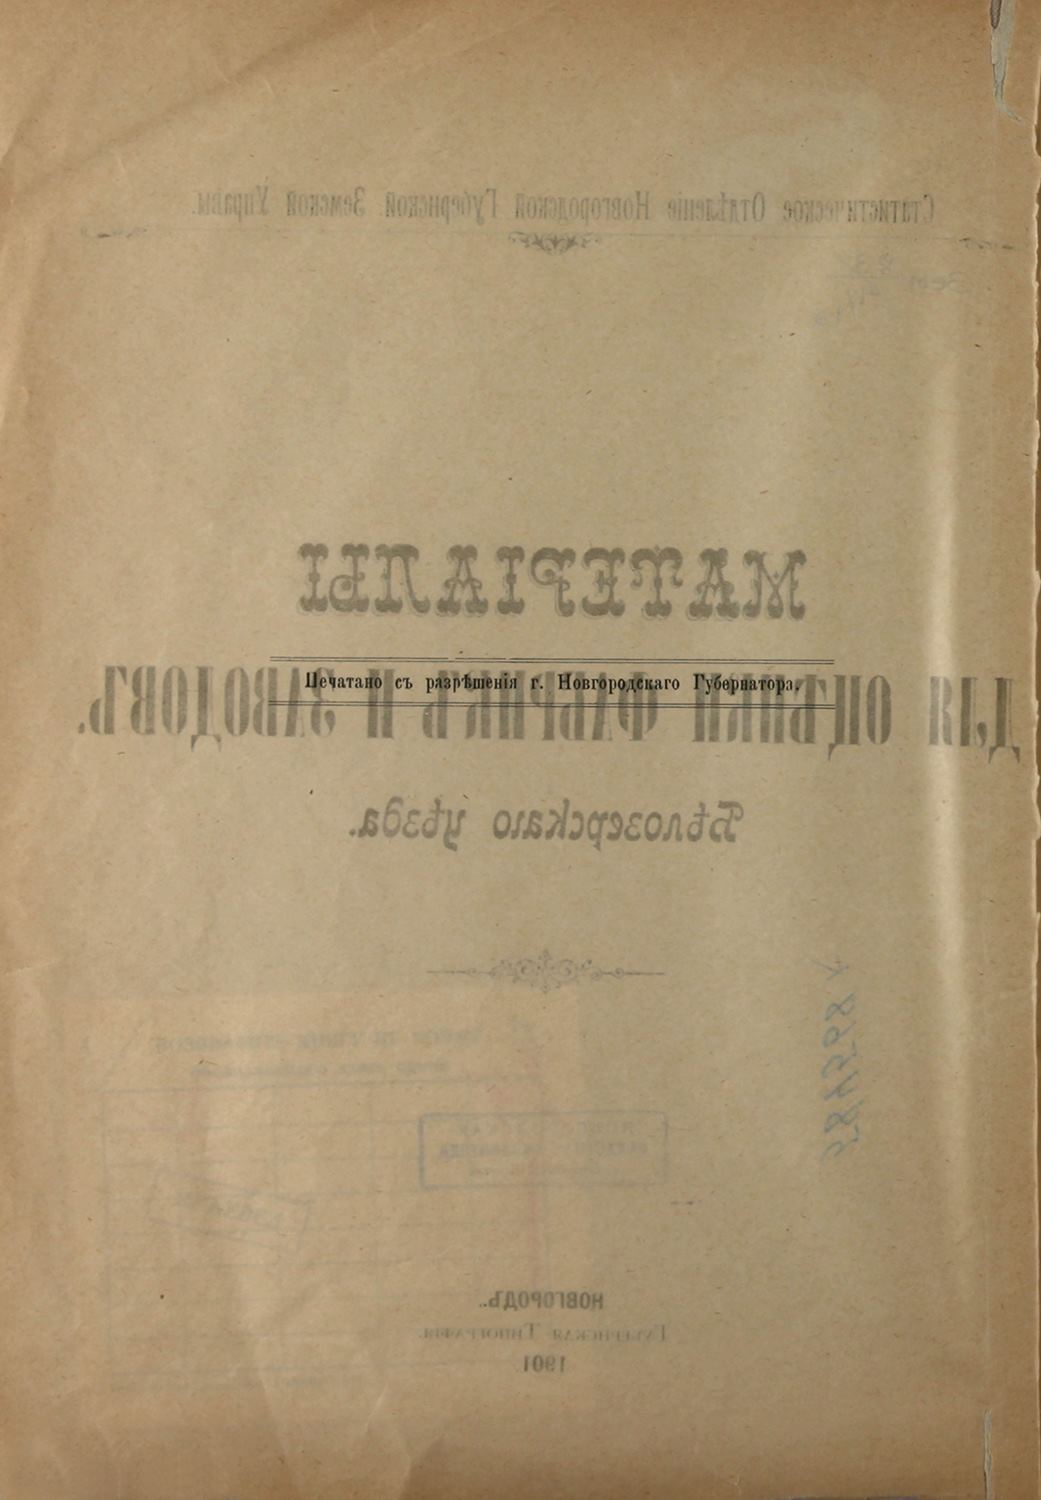 Статистическое Отдѣленіе Новгородской Губернской Земской Управы.
МАТЕРІАЛЫ
Печатано съ разрѣшенія г. Новгородскаго Губернатора.
ДЛЯ ОЦѢНКИ ФАБРИКЪ И ЗАВОДОВЪ.
Бѣлозерскаго уѣзда.
НОВГОРОДЪ.
Губернская Типографія.
1901